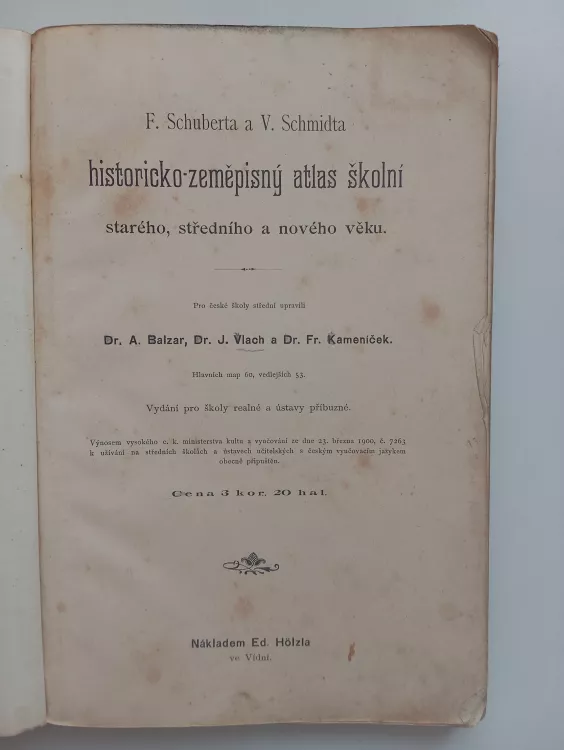 F. Schuberta a V. Schmidta
historicko-zeměpisný atlas školní
starého, středního a nového věku.
Pro české školy střední upravili
Dr. A. Balzar, Dr. J. Vlach a Dr. Fr. Kameníček.
Hlavních map 60, vedlejších 53.
Vydání pro školy realné a ústavy příbuzné.
Výnosem vysokého c. k. ministerstva kultu a vyučování ze dne 23. března 1900, č. 7263
k užívání na středních školách a ústavech učitelských s českým vyučovacím jazykem
obecně připuštěn.
Cena 3 kor. 20 hal.
Nákladem Ed. Hölzla
ve Vídni.